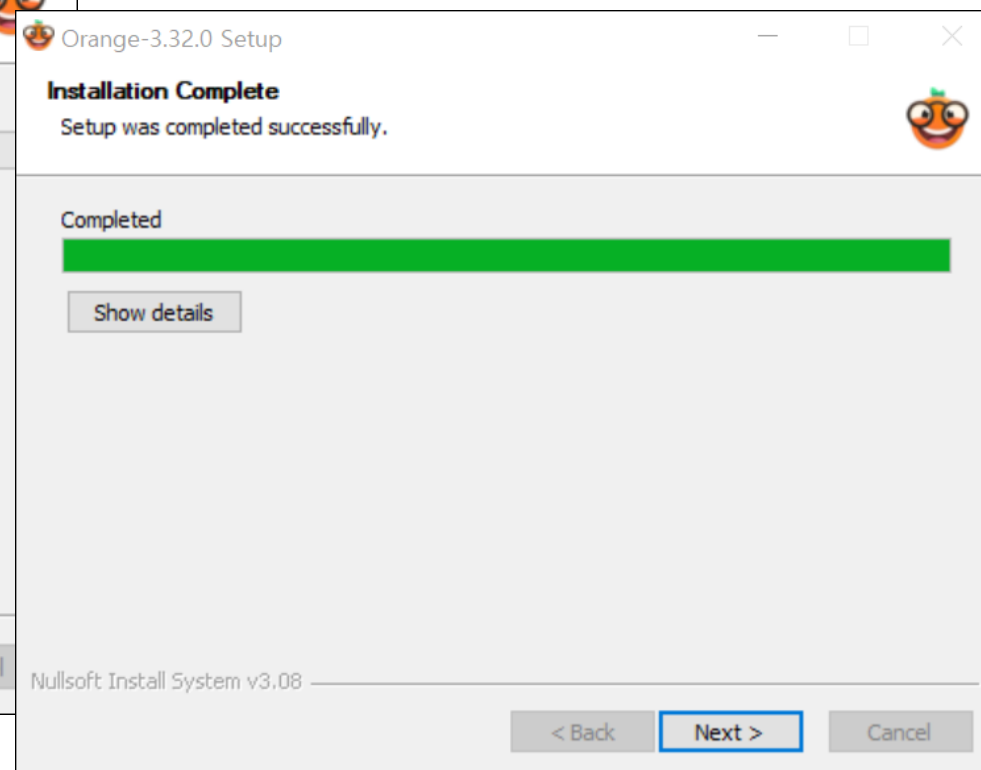 Orange-3.32.0 Setup
Installation Complete
Setup was completed successfully.
Completed
Show details
Nullsoft Install System v3.08
< Back
Next >
Cancel